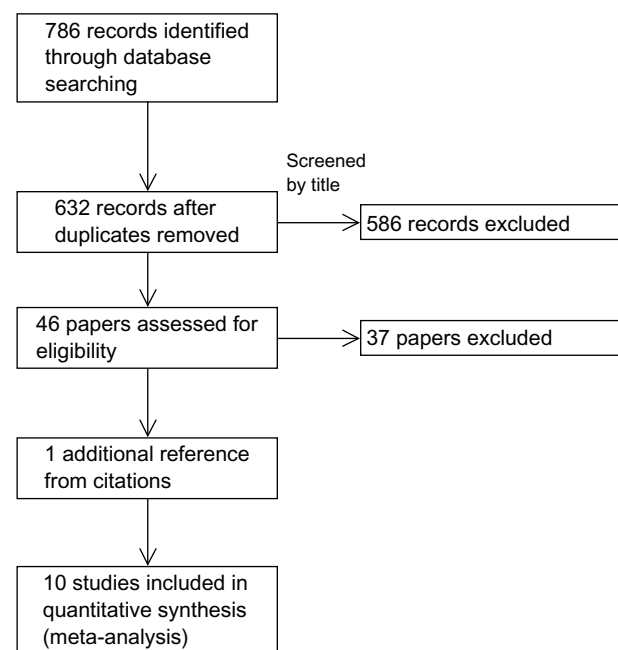 786 records identified
through database
searching
Screened
by title
632 records after
duplicates removed
586 records excluded
46 papers assessed for
eligibility
37 papers excluded
1 additional reference
from citations
10 studies included in
quantitative synthesis
(meta-analysis)